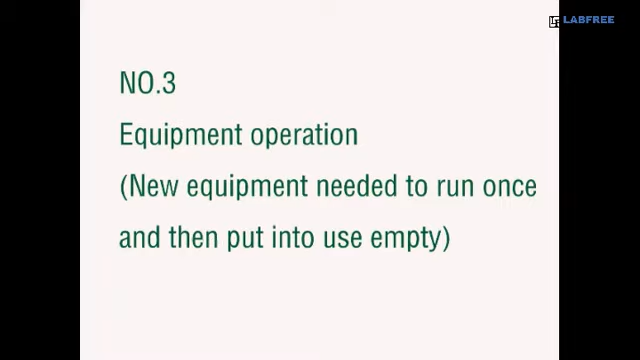 LABFREE
NO.3
Equipment operation
(New equipment needed to run once
and then put into use empty)